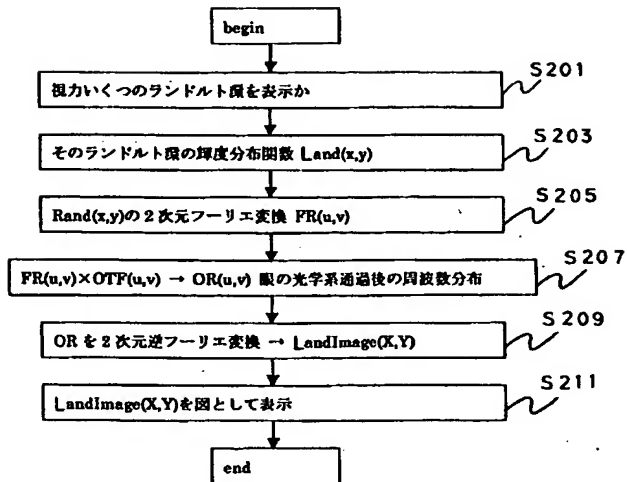 begin
視力いくつのランドルト環を表示か
S201
そのランドルト環の輝度分布関数 Land(x,y)
S203
Rand(x,y)の2次元フーリエ変換 FR(u,v)
S205
FR(u,v)×OTF(u,v) → OR(u,v) 眼の光学系通過後の周波数分布
S207
ORを2次元逆フーリエ変換 → LandImage(X,Y)
S209
LandImage(X,Y)を図として表示
S211
end